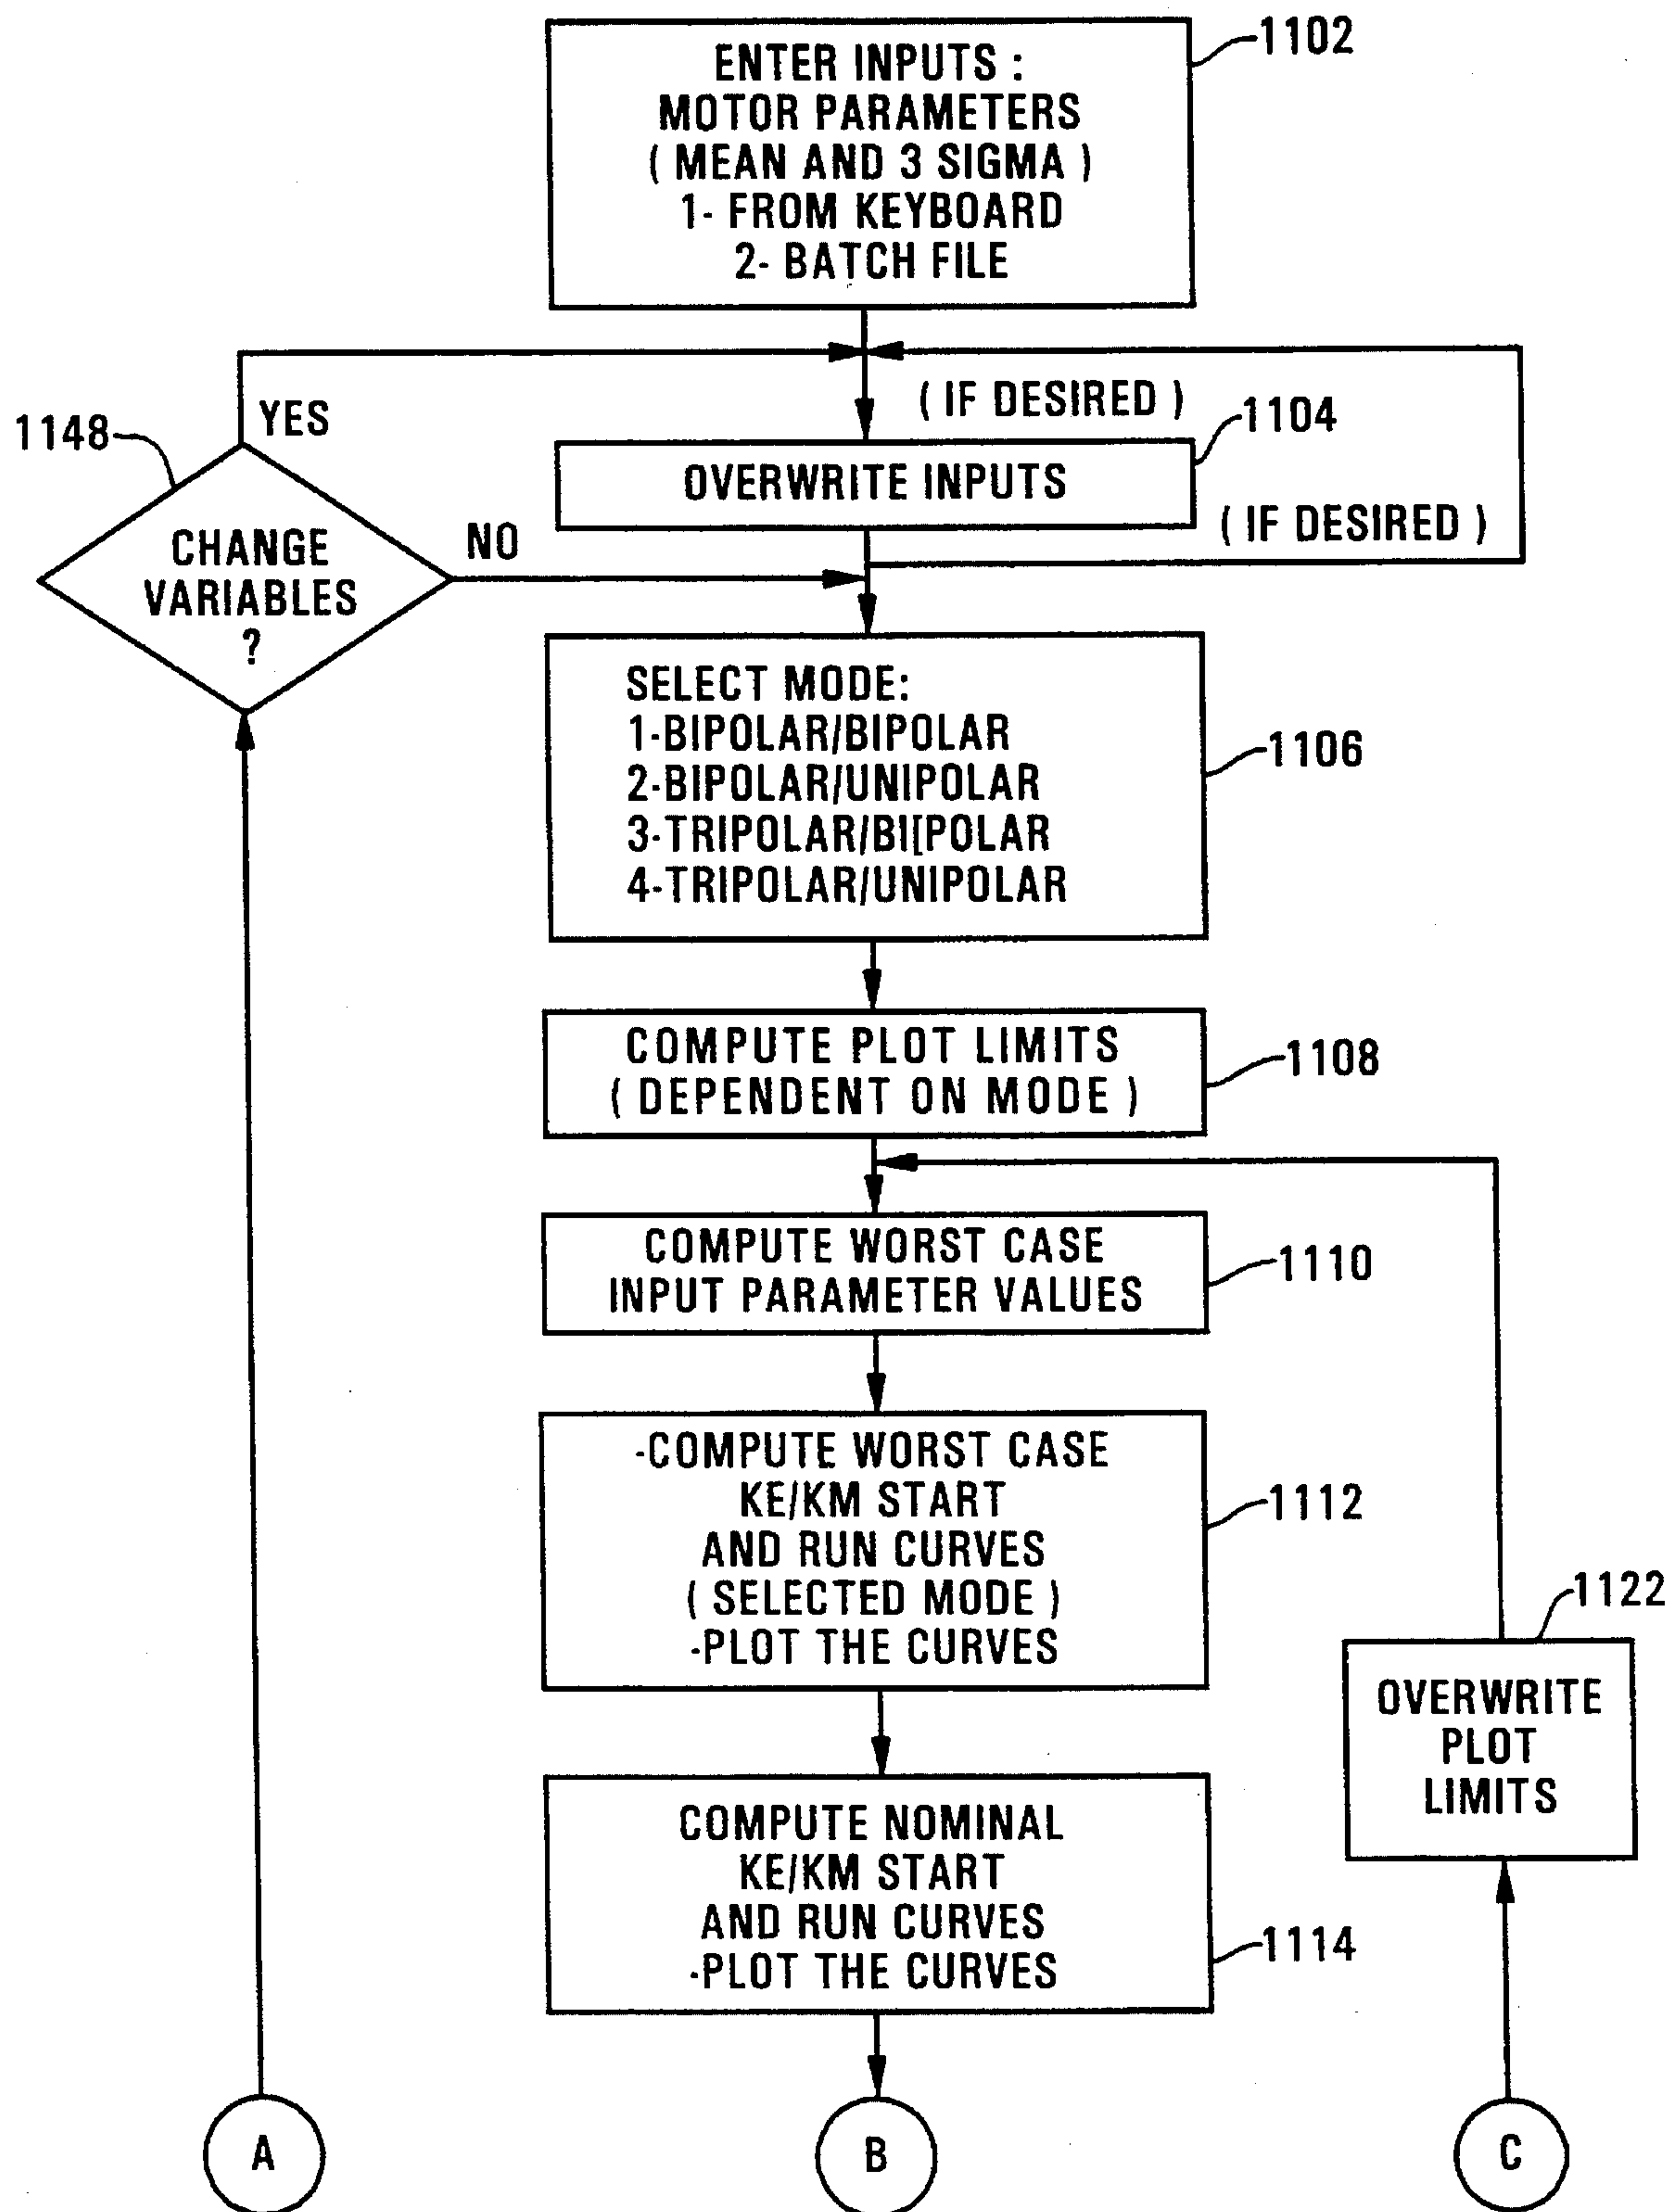 ENTER INPUTS :
MOTOR PARAMETERS
( MEAN AND 3 SIGMA )
1- FROM KEYBOARD
2- BATCH FILE
1102
( IF DESIRED )
1104
OVERWRITE INPUTS
( IF DESIRED )
1148
YES
CHANGE
VARIABLES
?
NO
SELECT MODE:
1-BIPOLAR/BIPOLAR
2-BIPOLAR/UNIPOLAR
3-TRIPOLAR/BI[POLAR
4-TRIPOLAR/UNIPOLAR
1106
COMPUTE PLOT LIMITS
( DEPENDENT ON MODE )
1108
COMPUTE WORST CASE
INPUT PARAMETER VALUES
1110
-COMPUTE WORST CASE
KE/KM START
AND RUN CURVES
( SELECTED MODE )
-PLOT THE CURVES
1112
1122
OVERWRITE
PLOT
LIMITS
COMPUTE NOMINAL
KE/KM START
AND RUN CURVES
-PLOT THE CURVES
1114
A
B
C